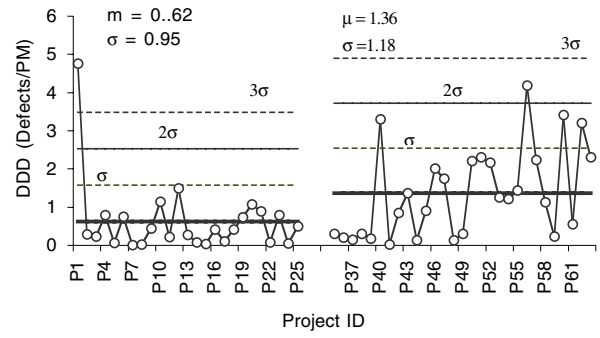 6
5
4
3
2
1
0
DDD (Defects/PM)
m = 0..62
σ = 0.95
3σ
2σ
σ
μ = 1.36
σ =1.18
3σ
2σ
σ
P1 P4 P7 P10 P13 P16 P19 P22 P25 P37 P40 P43 P46 P49 P52 P55 P58 P61
Project ID